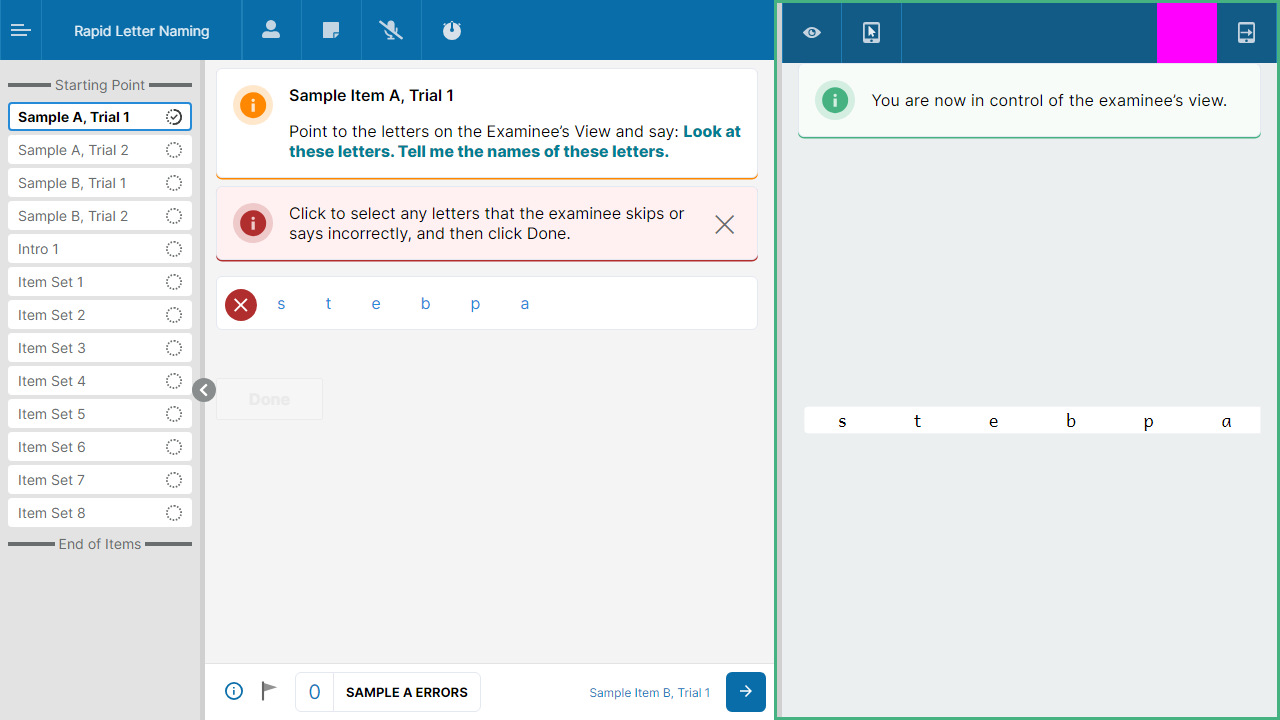 Rapid Letter Naming
Starting Point
Sample A, Trial 1
Sample A, Trial 2
Sample B, Trial 1
Sample B, Trial 2
Intro 1
Item Set 1
Item Set 2
Item Set 3
Item Set 4
Item Set 5
Item Set 6
Item Set 7
Item Set 8
End of Items
Sample Item A, Trial 1
Point to the letters on the Examinee’s View and say: Look at
these letters. Tell me the names of these letters.
Click to select any letters that the examinee skips or
says incorrectly, and then click Done.
s t e b p a
Done
0 SAMPLE A ERRORS
Sample Item B, Trial 1
You are now in control of the examinee’s view.
s t e b p a